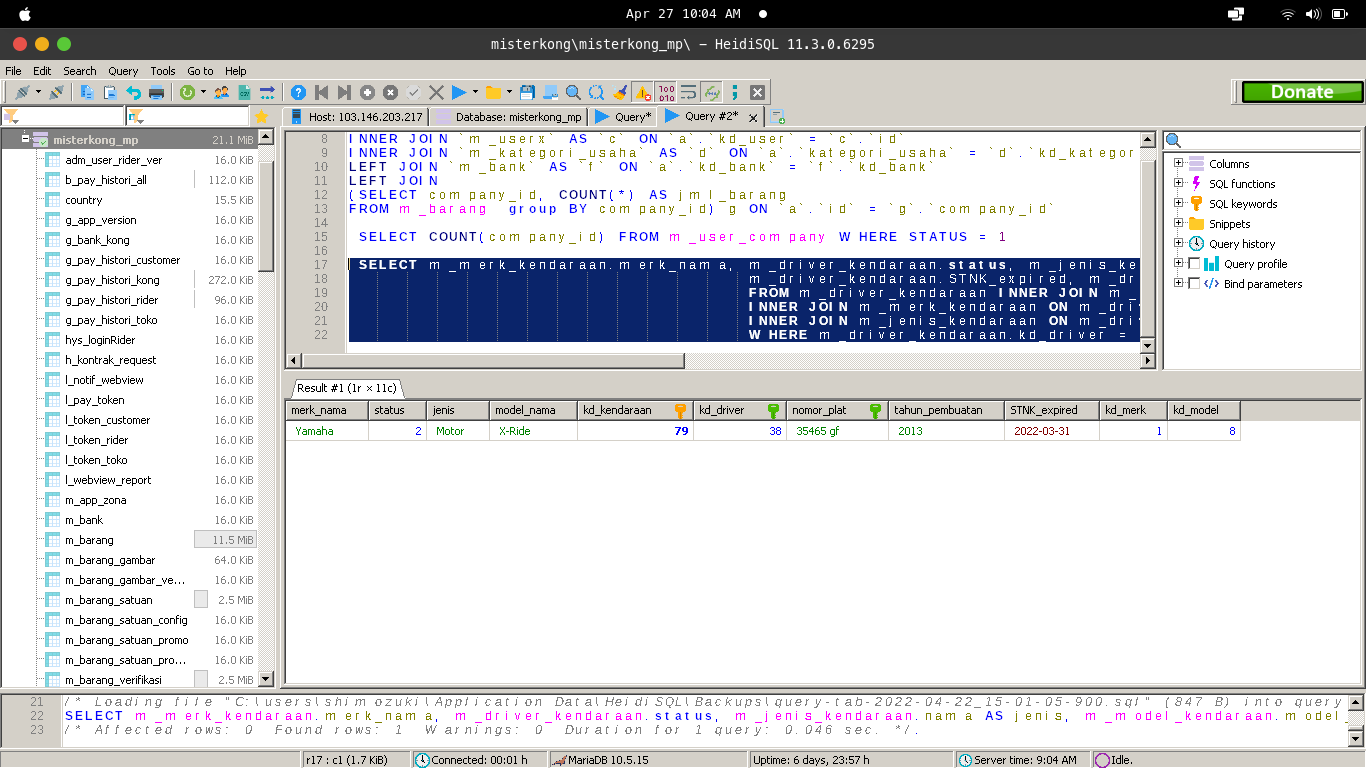 Apr 27 10:04 AM
misterkong\misterkong_mp\ - HeidiSQL 11.3.0.6295
File Edit Search Query Tools Go to Help
Donate
Host: 103.146.203.217 Database: misterkong_mp Query* Query #2*
misterkong_mp 21.1 MiB
adm_user_rider_ver 16.0 KiB
b_pay_histori_all 112.0 KiB
country 15.5 KiB
g_app_version 16.0 KiB
g_bank_kong 16.0 KiB
g_pay_histori_customer 16.0 KiB
g_pay_histori_kong 272.0 KiB
g_pay_histori_rider 96.0 KiB
g_pay_histori_toko 16.0 KiB
hys_loginRider 16.0 KiB
h_kontrak_request 16.0 KiB
l_notif_webview 16.0 KiB
l_pay_token 16.0 KiB
l_token_customer 16.0 KiB
l_token_rider 16.0 KiB
l_token_toko 16.0 KiB
l_webview_report 16.0 KiB
m_app_zona 16.0 KiB
m_bank 16.0 KiB
m_barang 11.5 MiB
m_barang_gambar 64.0 KiB
m_barang_gambar_ve... 16.0 KiB
m_barang_satuan 2.5 MiB
m_barang_satuan_config 16.0 KiB
m_barang_satuan_promo 16.0 KiB
m_barang_satuan_pro... 16.0 KiB
m_barang_verifikasi 2.5 MiB
8 INNER JOIN `m_userx` AS `c` ON `a`.`kd_user` = `c`.`id`
9 INNER JOIN `m_kategori_usaha` AS `d` ON `a`.`kategori_usaha` = `d`.`kd_kategor
10 LEFT JOIN `m_bank` AS `f` ON `a`.`kd_bank` = `f`.`kd_bank`
11 LEFT JOIN
12 (SELECT company_id, COUNT(*) AS jml_barang
13 FROM m_barang group BY company_id) g ON `a`.`id` = `g`.`company_id`
14
15 SELECT COUNT(company_id) FROM m_user_company WHERE STATUS = 1
16
17 SELECT m_merk_kendaraan.merk_nama, m_driver_kendaraan.status, m_jenis_ke
18 m_driver_kendaraan.STNK_expired, m_dr
19 FROM m_driver_kendaraan INNER JOIN m_
20 INNER JOIN m_merk_kendaraan ON m_dri
21 INNER JOIN m_jenis_kendaraan ON m_dri
22 WHERE m_driver_kendaraan.kd_driver =
Columns
SQL functions
SQL keywords
Snippets
Query history
Query profile
Bind parameters
Result #1 (1r × 11c)
merk_nama status jenis model_nama kd_kendaraan kd_driver nomor_plat tahun_pembuatan STNK_expired kd_merk kd_model
Yamaha 2 Motor X-Ride 79 38 35465 gf 2013 2022-03-31 1 8
21 /* Loading file "C:\users\shimozuki\Application Data\HeidiSQL\Backups\query-tab-2022-04-22_15-01-05-900.sql" (847 B) into query
22 SELECT m_merk_kendaraan.merk_nama, m_driver_kendaraan.status, m_jenis_kendaraan.nama AS jenis, m_model_kendaraan.model_
23 /* Affected rows: 0 Found rows: 1 Warnings: 0 Duration for 1 query: 0.046 sec. */
r17 : c1 (1.7 KiB) Connected: 00:01 h MariaDB 10.5.15 Uptime: 6 days, 23:57 h Server time: 9:04 AM Idle.